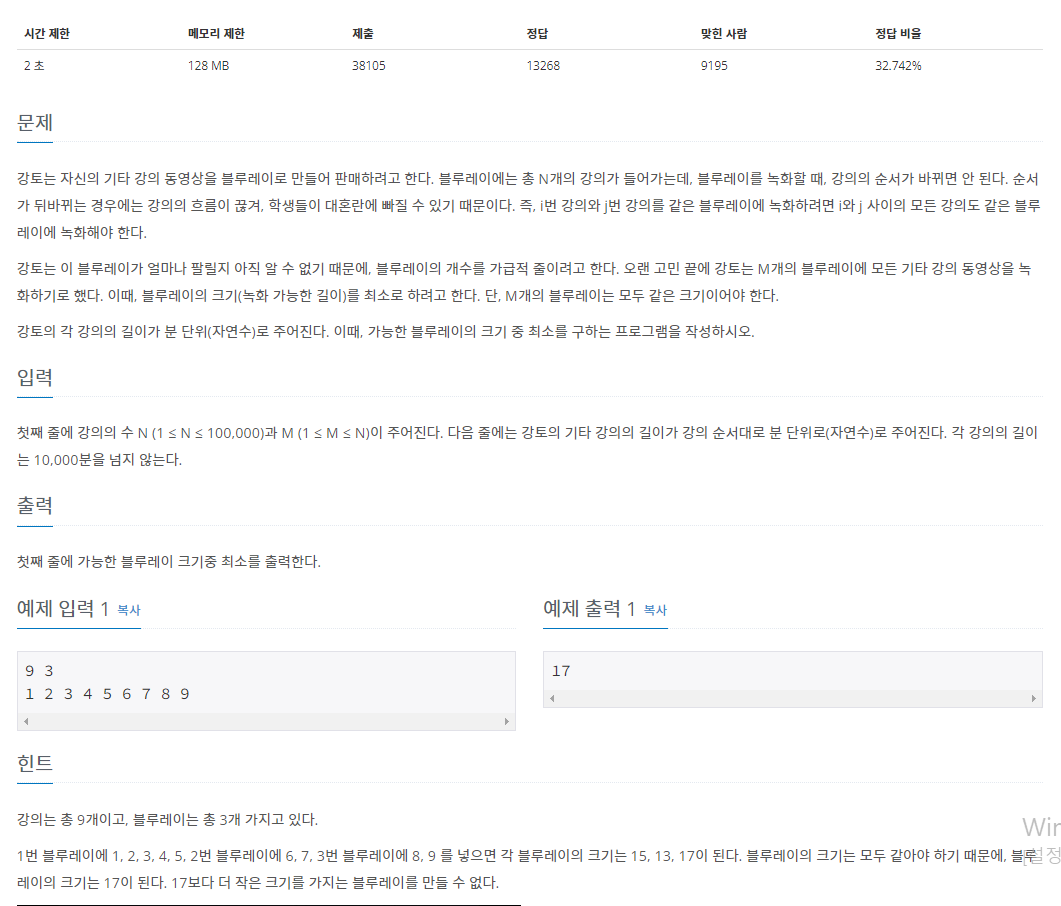 시간 제한 메모리 제한 제출 정답 맞힌 사람 정답 비율
2 초 128 MB 38105 13268 9195 32.742%
문제
강토는 자신의 기타 강의 동영상을 블루레이로 만들어 판매하려고 한다. 블루레이에는 총 N개의 강의가 들어가는데, 블루레이를 녹화할 때, 강의의 순서가 바뀌면 안 된다. 순서
가 뒤바뀌는 경우에는 강의의 흐름이 끊겨, 학생들이 대혼란에 빠질 수 있기 때문이다. 즉, i번 강의와 j번 강의를 같은 블루레이에 녹화하려면 i와 j 사이의 모든 강의도 같은 블루
레이에 녹화해야 한다.
강토는 이 블루레이가 얼마나 팔릴지 아직 알 수 없기 때문에, 블루레이의 개수를 가급적 줄이려고 한다. 오랜 고민 끝에 강토는 M개의 블루레이에 모든 기타 강의 동영상을 녹
화하기로 했다. 이때, 블루레이의 크기(녹화 가능한 길이)를 최소로 하려고 한다. 단, M개의 블루레이는 모두 같은 크기이어야 한다.
강토의 각 강의의 길이가 분 단위(자연수)로 주어진다. 이때, 가능한 블루레이의 크기 중 최소를 구하는 프로그램을 작성하시오.
입력
첫째 줄에 강의의 수 N (1 ≤ N ≤ 100,000)과 M (1 ≤ M ≤ N)이 주어진다. 다음 줄에는 강토의 기타 강의의 길이가 강의 순서대로 분 단위로(자연수)로 주어진다. 각 강의의 길이
는 10,000분을 넘지 않는다.
출력
첫째 줄에 가능한 블루레이 크기중 최소를 출력한다.
예제 입력 1 복사
9 3
1 2 3 4 5 6 7 8 9
예제 출력 1 복사
17
힌트
강의는 총 9개이고, 블루레이는 총 3개 가지고 있다.
1번 블루레이에 1, 2, 3, 4, 5, 2번 블루레이에 6, 7, 3번 블루레이에 8, 9 를 넣으면 각 블루레이의 크기는 15, 13, 17이 된다. 블루레이의 크기는 모두 같아야 하기 때문에, 블루
레이의 크기는 17이 된다. 17보다 더 작은 크기를 가지는 블루레이를 만들 수 없다.
Wir
[설정